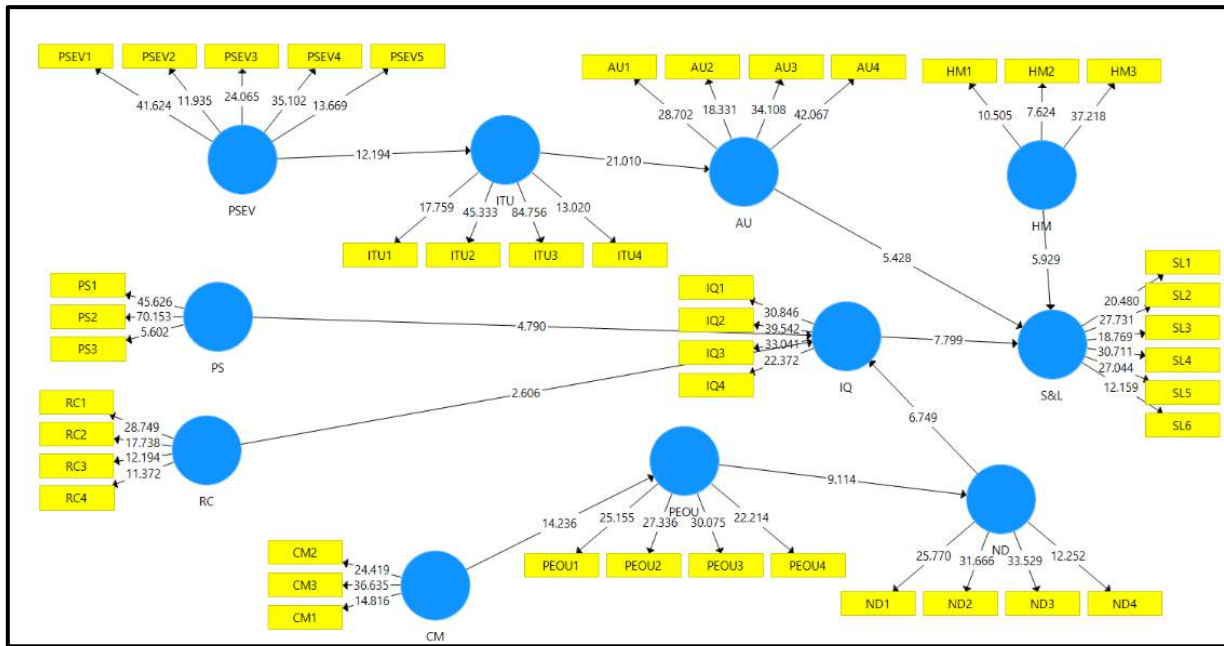 PSEV1 PSEV2 PSEV3 PSEV4 PSEV5
41.624 11.935 24.065 35.102 13.669
PSEV
12.194
ITU
21.010
17.759 45.333 84.756 13.020
ITU1 ITU2 ITU3 ITU4
AU1 AU2 AU3 AU4
28.702 18.331 34.108 42.067
AU
5.428
HM1 HM2 HM3
10.505 7.624 37.218
HM
5.929
PS1 45.626
PS2 70.153
PS3 5.602
PS
4.790
RC1 28.749
RC2 17.738
RC3 12.194
RC4 11.372
RC
2.606
IQ1 30.846
IQ2 39.542
IQ3 33.041
IQ4 22.372
IQ
7.799
20.480 SL1
27.731 SL2
18.769 SL3
30.711 SL4
27.044 SL5
12.159 SL6
S&L
6.749
CM2 24.419
CM3 36.635
CM1 14.816
CM
14.236
PEOU
9.114
25.155 27.336 30.075 22.214
PEOU1 PEOU2 PEOU3 PEOU4
ND
25.770 31.666 33.529 12.252
ND1 ND2 ND3 ND4